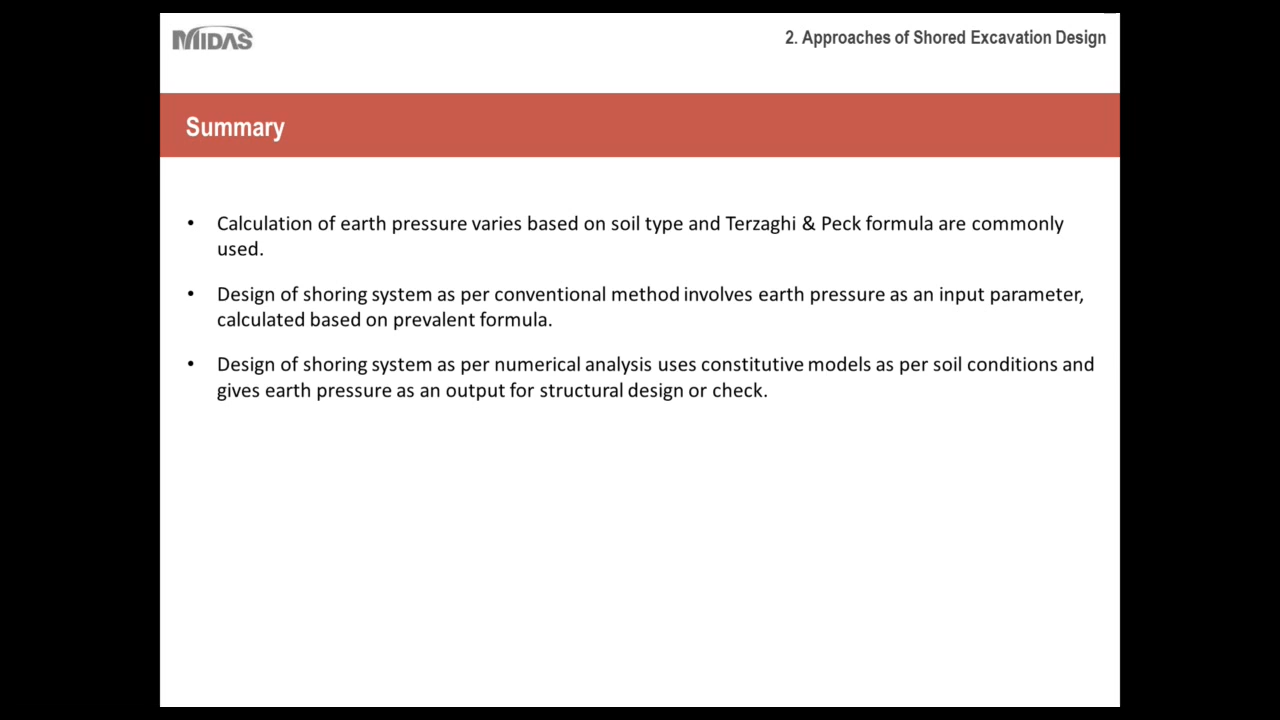 MIDAS
2. Approaches of Shored Excavation Design
Summary
• Calculation of earth pressure varies based on soil type and Terzaghi & Peck formula are commonly
used.
• Design of shoring system as per conventional method involves earth pressure as an input parameter,
calculated based on prevalent formula.
• Design of shoring system as per numerical analysis uses constitutive models as per soil conditions and
gives earth pressure as an output for structural design or check.